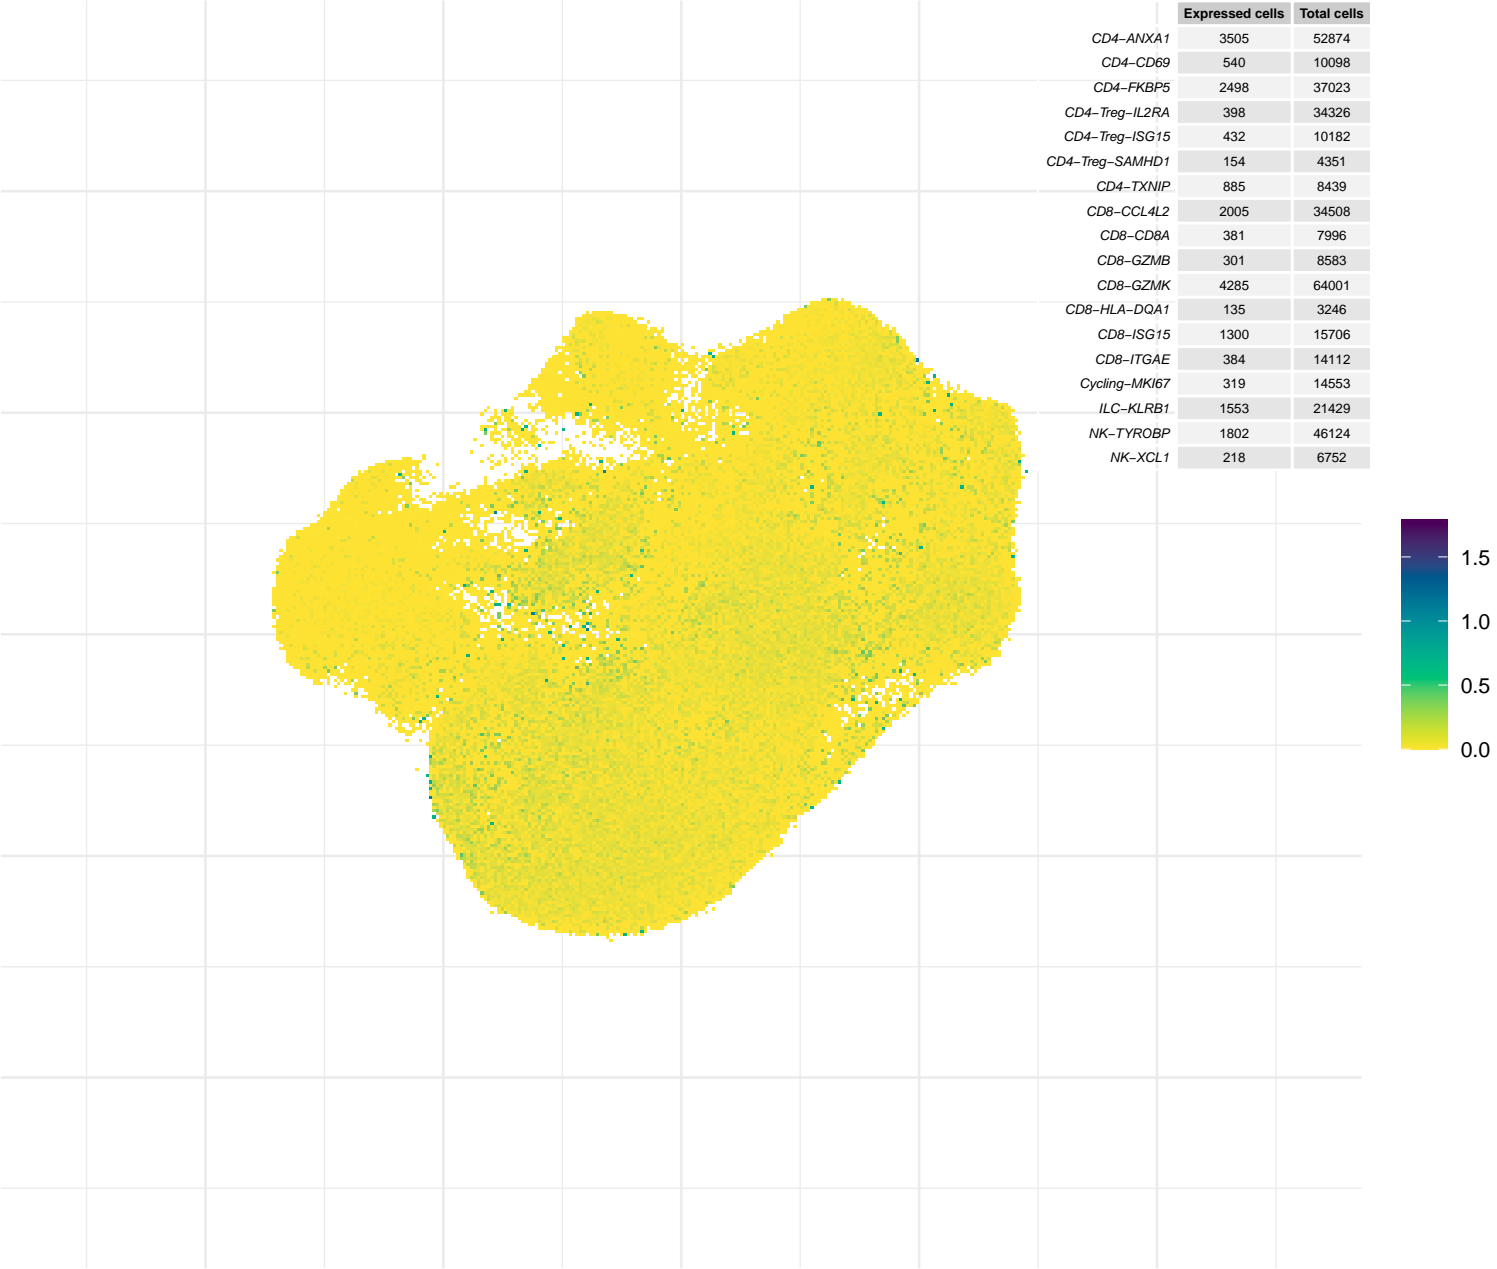 Expressed cells Total cells
CD4−ANXA1 3505 52874
CD4−CD69 540 10098
CD4−FKBP5 2498 37023
CD4−Treg−IL2RA 398 34326
CD4−Treg−ISG15 432 10182
CD4−Treg−SAMHD1 154 4351
CD4−TXNIP 885 8439
CD8−CCL4L2 2005 34508
CD8−CD8A 381 7996
CD8−GZMB 301 8583
CD8−GZMK 4285 64001
CD8−HLA−DQA1 135 3246
CD8−ISG15 1300 15706
CD8−ITGAE 384 14112
Cycling−MKI67 319 14553
ILC−KLRB1 1553 21429
NK−TYROBP 1802 46124
NK−XCL1 218 6752
1.5
1.0
0.5
0.0